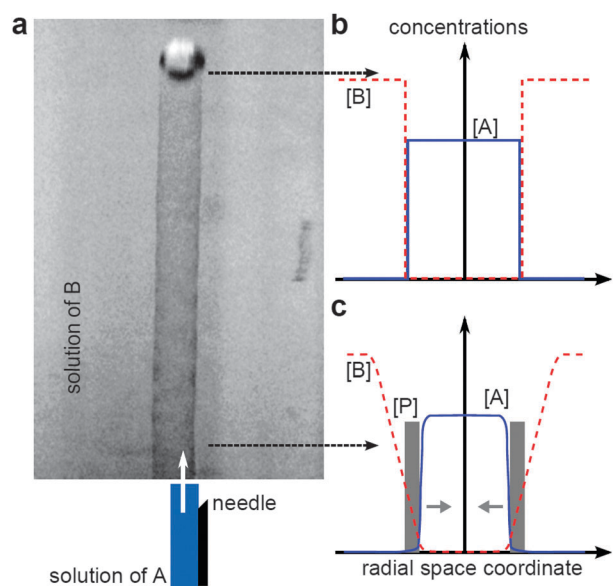 a
solution of B
needle
solution of A
b
concentrations
[B]
[A]
c
[B]
[P]
[A]
radial space coordinate